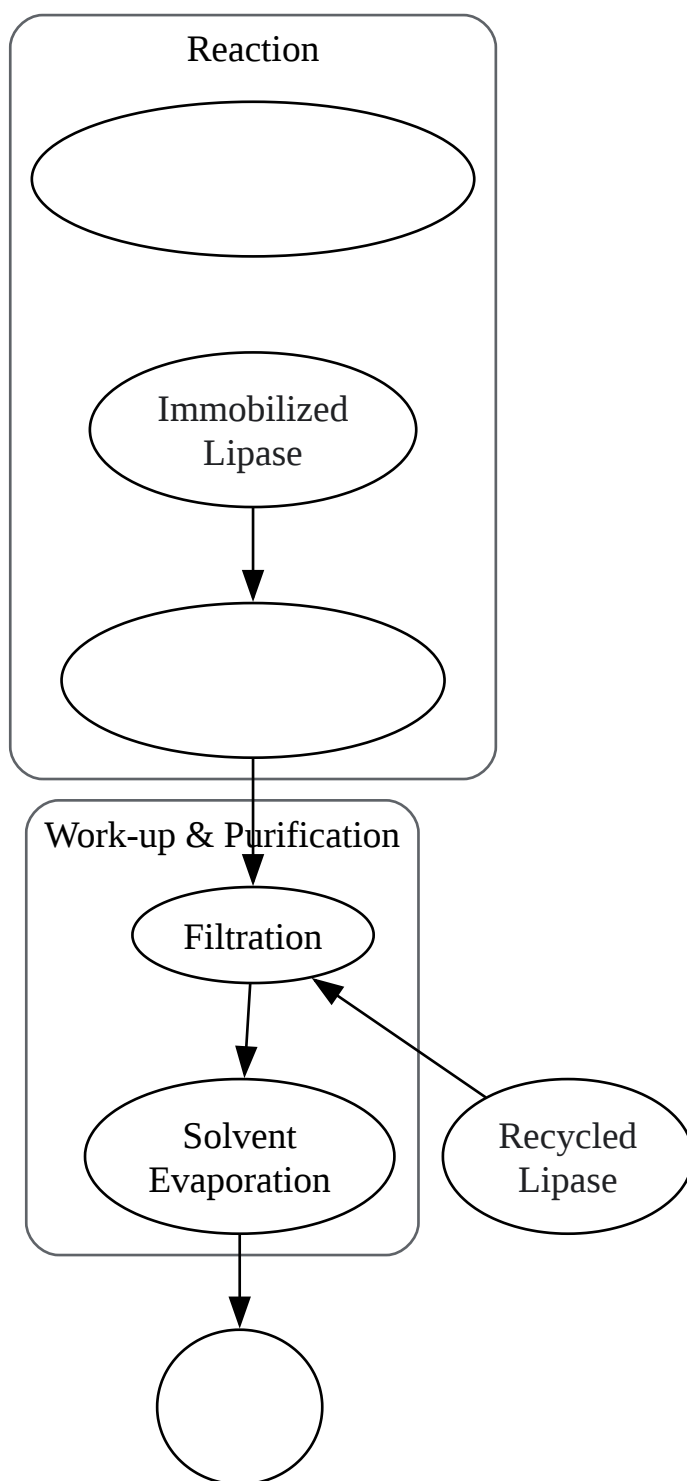 Reaction
Immobilized
Lipase
Work-up & Purification
Filtration
Solvent
Evaporation
Recycled
Lipase